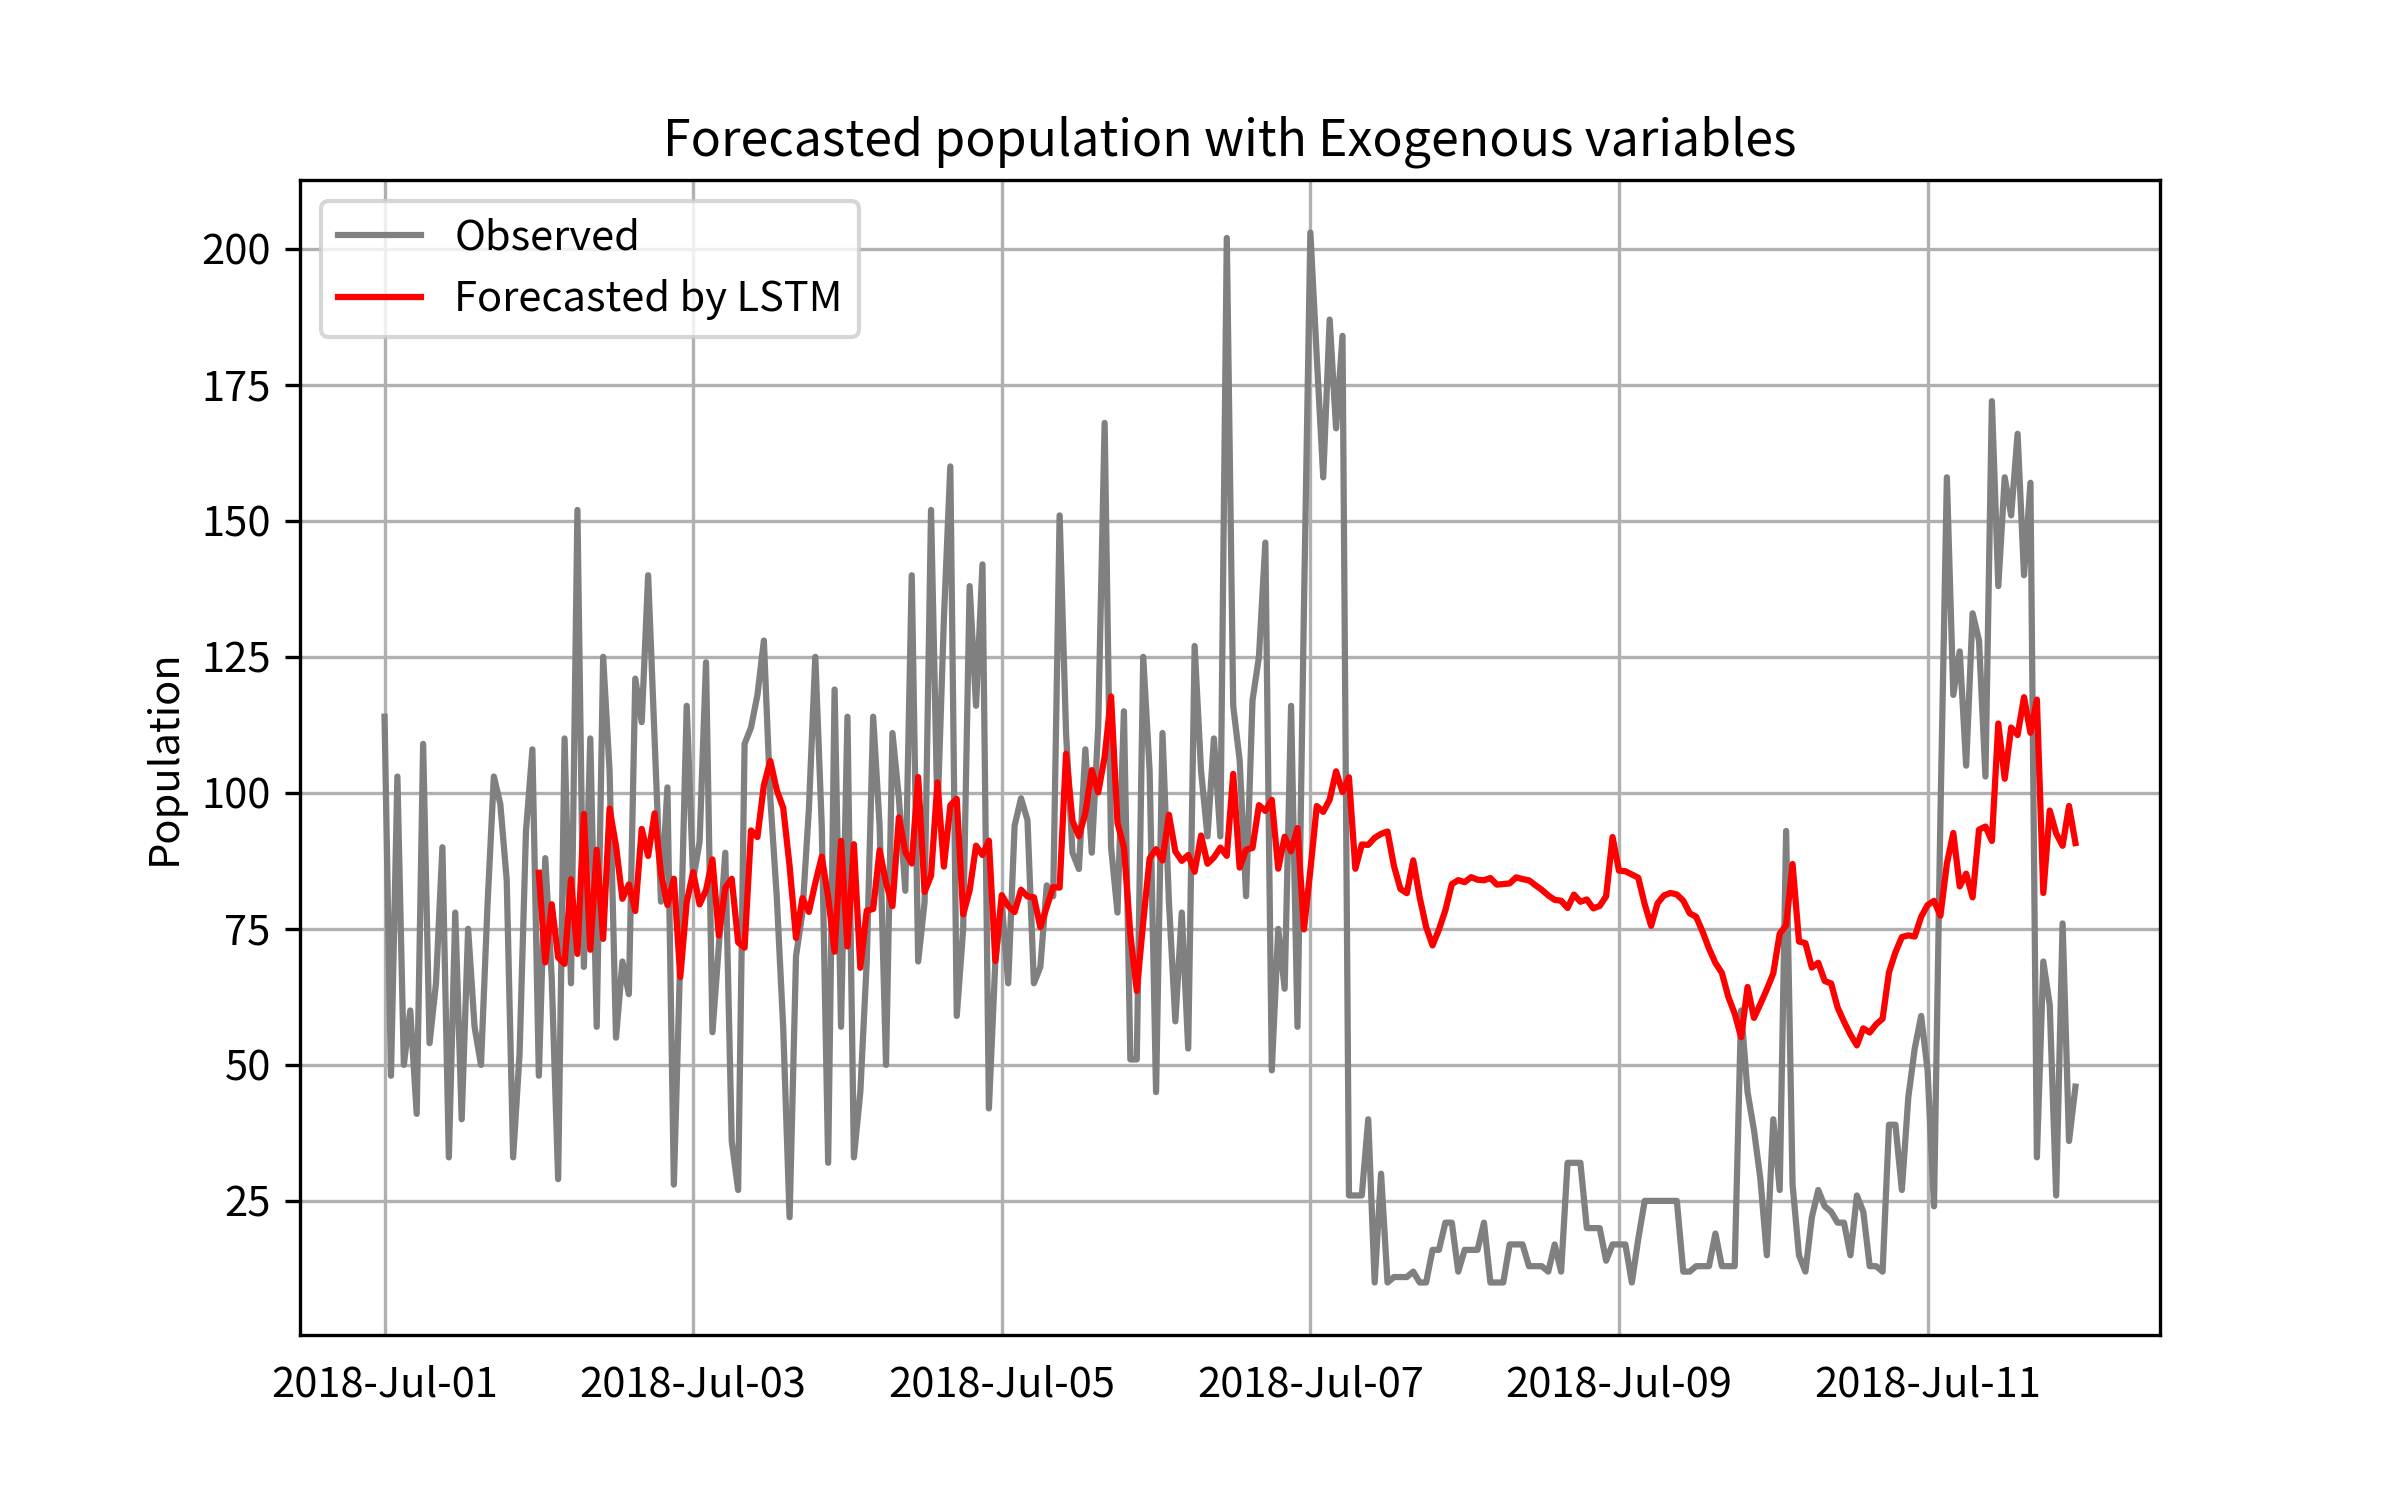 Forecasted population with Exogenous variables
Observed
Forecasted by LSTM
Population
200
175
150
125
100
75
50
25
2018-Jul-01
2018-Jul-03
2018-Jul-05
2018-Jul-07
2018-Jul-09
2018-Jul-11